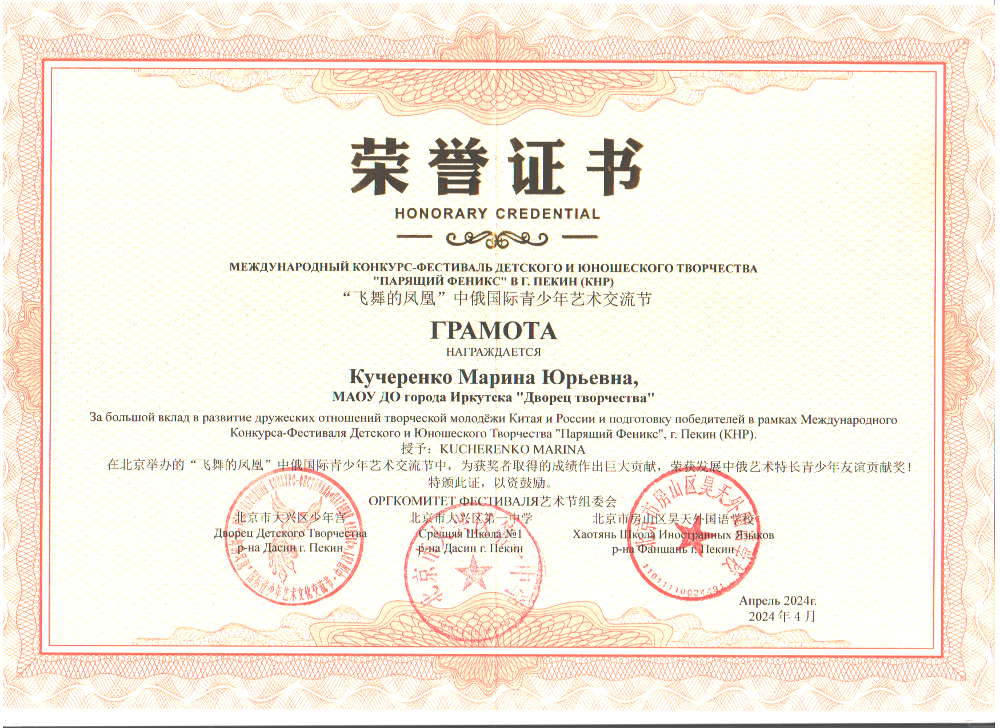 荣誉证书
HONORARY CREDENTIAL
МЕЖДУНАРОДНЫЙ КОНКУРС-ФЕСТИВАЛЬ ДЕТСКОГО И ЮНОШЕСКОГО ТВОРЧЕСТВА
"ПАРЯЩИЙ ФЕНИКС" В Г. ПЕКИН (КНР)
“飞舞的凤凰”中俄国际青少年艺术交流节
ГРАМОТА
НАГРАЖДАЕТСЯ
Кучеренко Марина Юрьевна,
МАОУ ДО города Иркутска "Дворец творчества"
За большой вклад в развитие дружеских отношений творческой молодёжи Китая и России и подготовку победителей в рамках Международного
Конкурса-Фестиваля Детского и Юношеского Творчества "Парящий Феникс", г. Пекин (КНР).
授予：KUCHERENKO MARINA
在北京举办的“飞舞的凤凰”中俄国际青少年艺术交流节中，为获奖者取得的成绩作出巨大贡献，荣获发展中俄艺术特长青少年友谊贡献奖！
特颁此证，以资鼓励。
ОРГКОМИТЕТ ФЕСТИВАЛЯ艺术节组委会
北京市大兴区少年宫 北京市大兴区第一中学 北京市房山区昊天外国语学校
Дворец Детского Творчества Средняя Школа №1 Хаотянь Школа Иностранных Языков
р-на Дасин г. Пекин р-на Дасин г. Пекин р-на Фаншань г. Пекин
Апрель 2024г.
2024 年 4 月